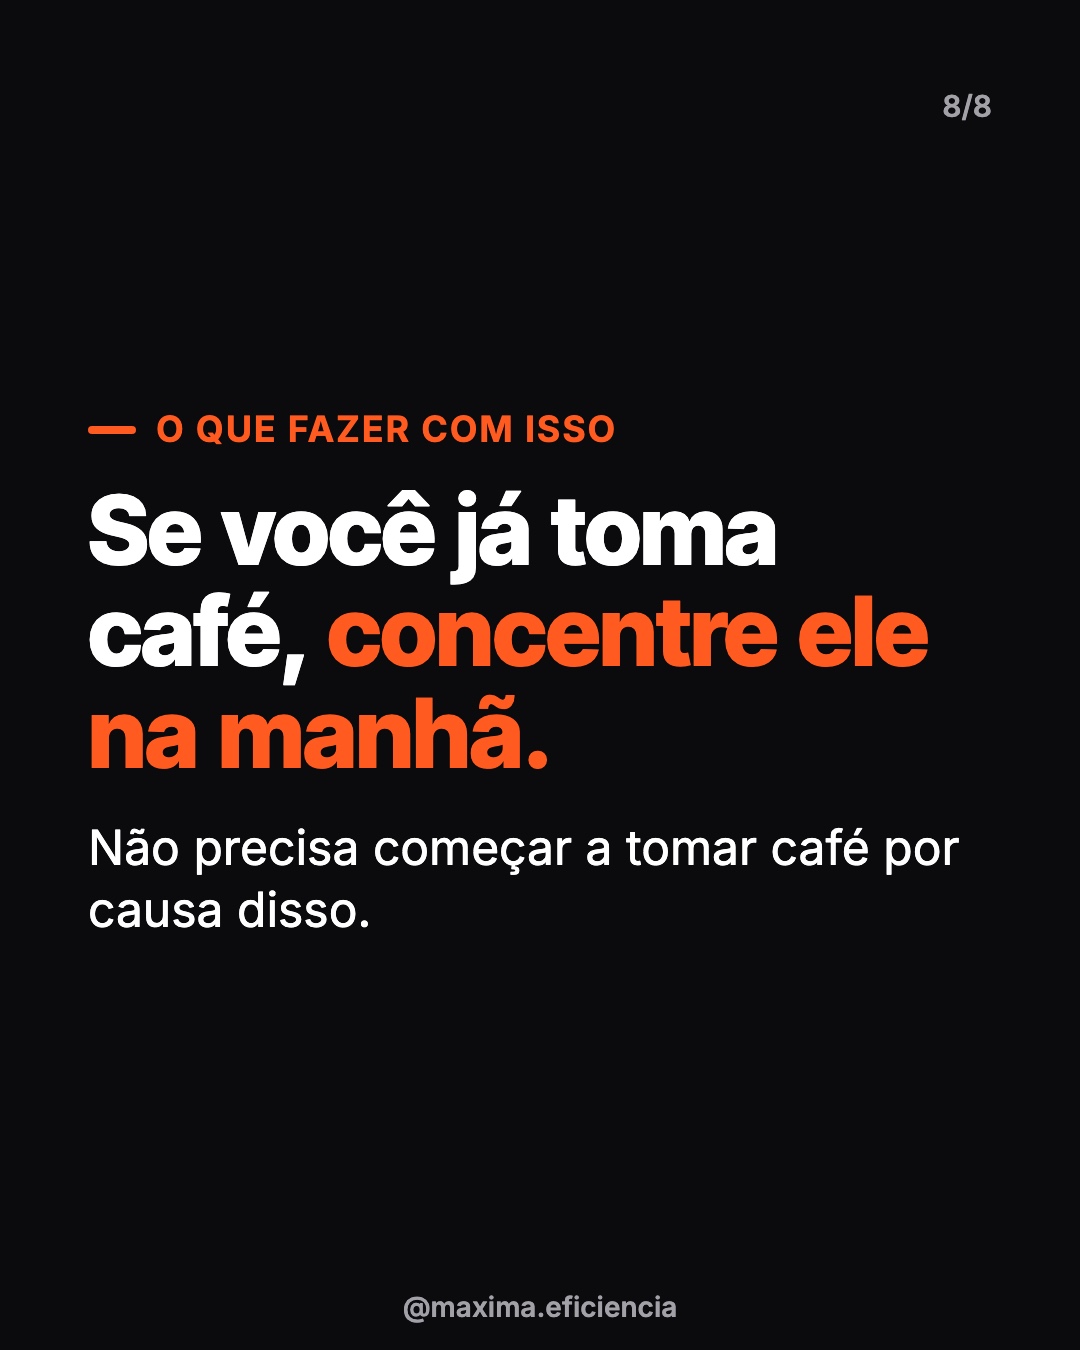 8/8
O QUE FAZER COM ISSO
Se você já toma
café, concentre ele
na manhã.
Não precisa começar a tomar café por
causa disso.
@maxima.eficiencia